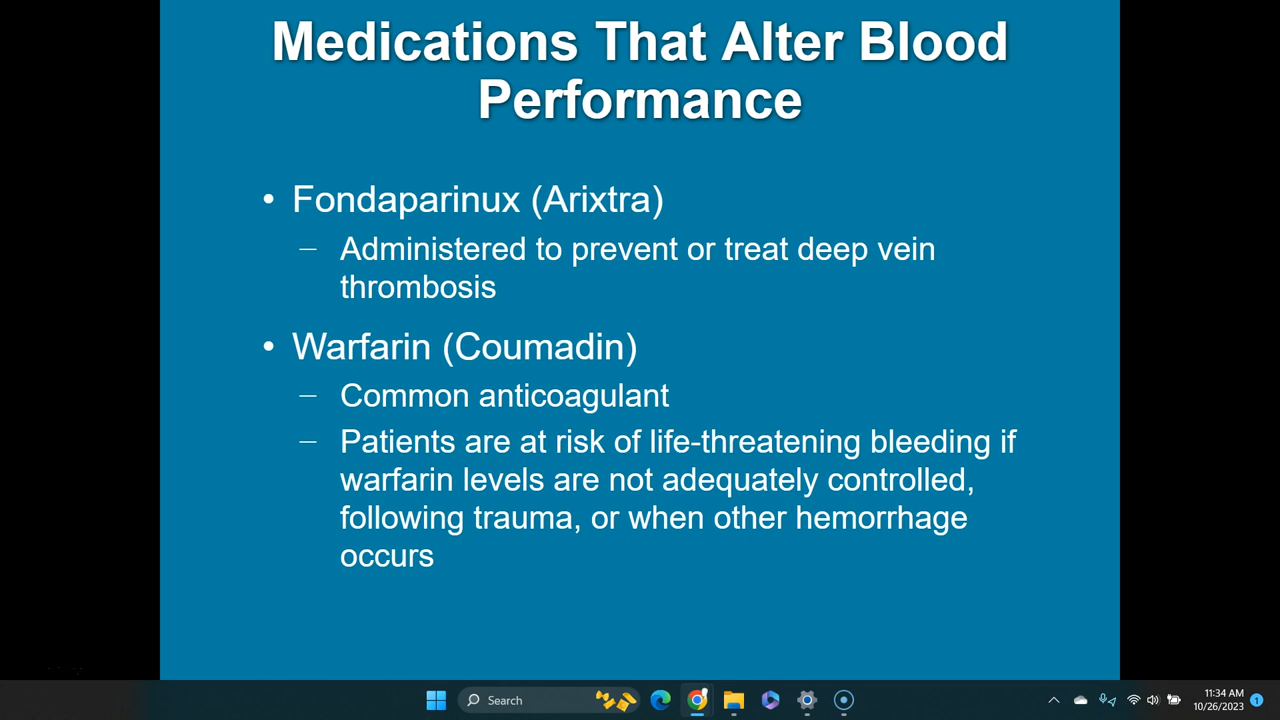 Medications That Alter Blood
Performance
• Fondaparinux (Arixtra)
– Administered to prevent or treat deep vein
thrombosis
• Warfarin (Coumadin)
– Common anticoagulant
– Patients are at risk of life-threatening bleeding if
warfarin levels are not adequately controlled,
following trauma, or when other hemorrhage
occurs
Search
11:34 AM
10/26/2023
1